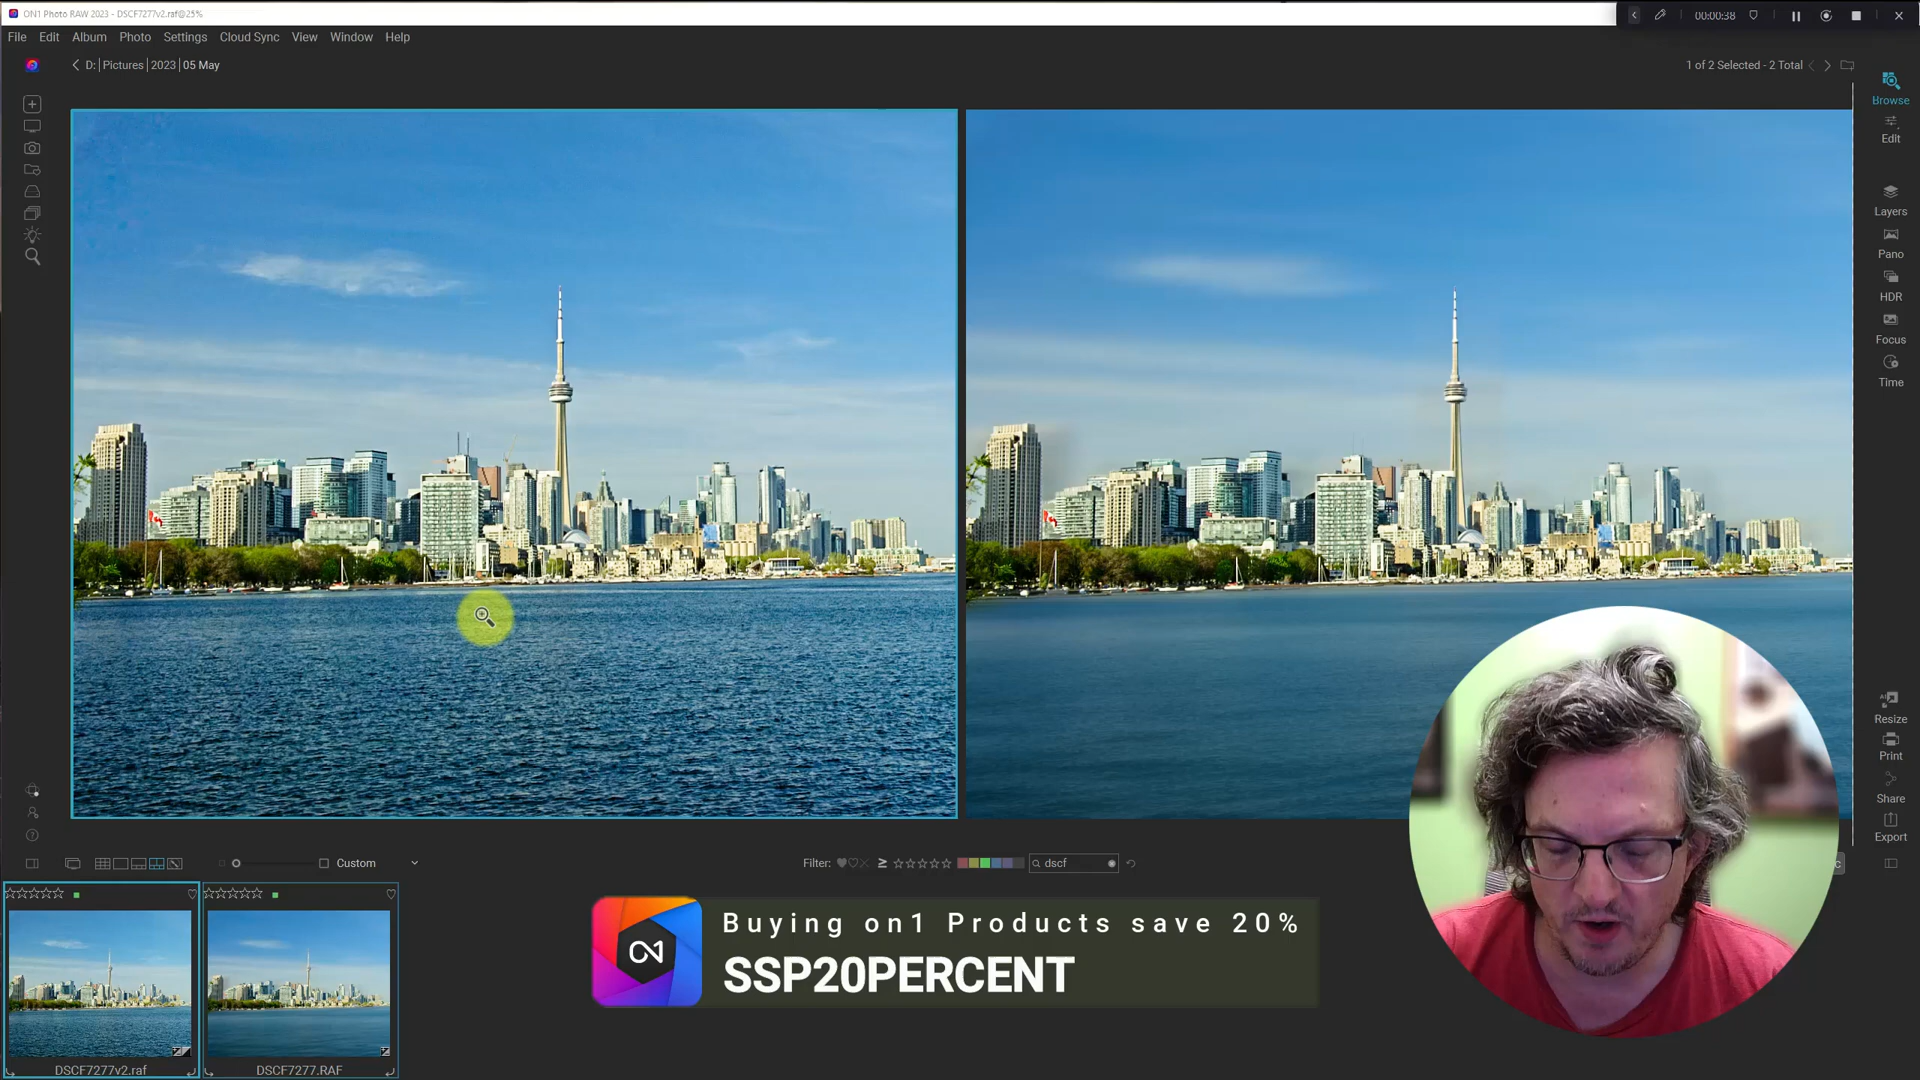 ON1 Photo RAW 2023 - DSCF7277v2.raf@25%
00:00:38
File Edit Album Photo Settings Cloud Sync View Window Help
D: Pictures 2023 05 May
1 of 2 Selected - 2 Total
Browse
Edit
Layers
Pano
HDR
Focus
Time
Resize
Print
Share
Export
Custom
Filter:
dscf
DSCF7277v2.raf
DSCF7277.RAF
ON1
Buying on1 Products save 20%
SSP20PERCENT